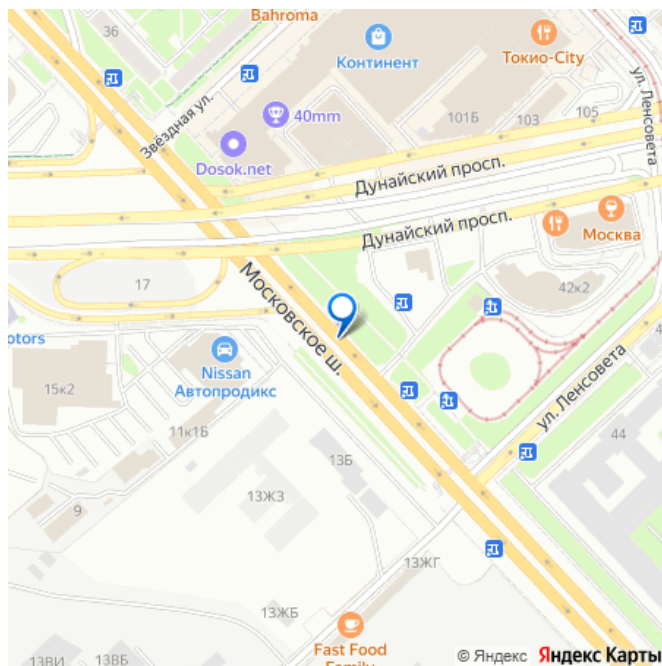 Bahroma
36
Континент
Токио-City
ул. Ленсовета
Звёздная ул.
40mm
101Б
103
105
Dosok.net
Дунайский просп.
Дунайский просп.
Москва
17
42к2
Московское ш.
otors
Nissan
Автопродикс
15к2
ул. Ленсовета
11к1Б
44
13Б
13Ж3
9
13ЖГ
13ЖБ
13ВИ
13ВБ
Fast Food
Family
© Яндекс Яндекс Карты